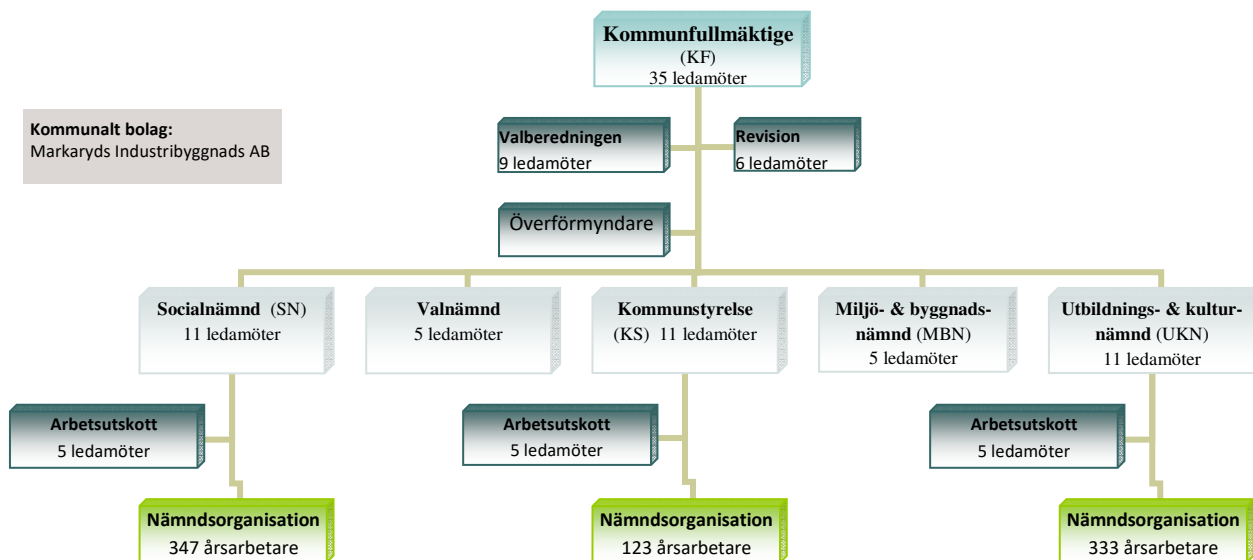 Kommunfullmäktige
(KF)
35 ledamöter
Kommunalt bolag:
Markaryds Industribyggnads AB
Valberedningen
9 ledamöter
Revision
6 ledamöter
Överförmyndare
Socialnämnd (SN)
11 ledamöter
Valnämnd
5 ledamöter
Kommunstyrelse
(KS) 11 ledamöter
Miljö- & byggnads-
nämnd (MBN)
5 ledamöter
Utbildnings- & kultur-
nämnd (UKN)
11 ledamöter
Arbetsutskott
5 ledamöter
Arbetsutskott
5 ledamöter
Arbetsutskott
5 ledamöter
Nämndsorganisation
347 årsarbetare
Nämndsorganisation
123 årsarbetare
Nämndsorganisation
333 årsarbetare